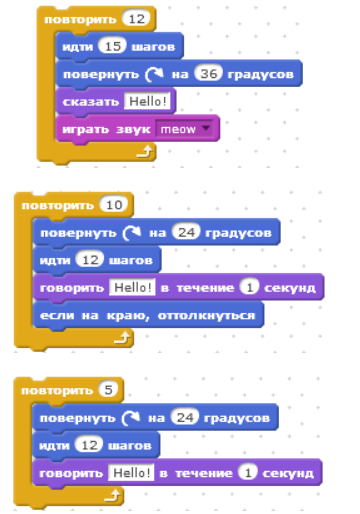 повторить 12
идти 15 шагов
повернуть на 36 градусов
сказать Hello!
играть звук meow
повторить 10
повернуть на 24 градусов
идти 12 шагов
говорить Hello! в течение 1 секунд
если на краю, оттолкнуться
повторить 5
повернуть на 24 градусов
идти 12 шагов
говорить Hello! в течение 1 секунд